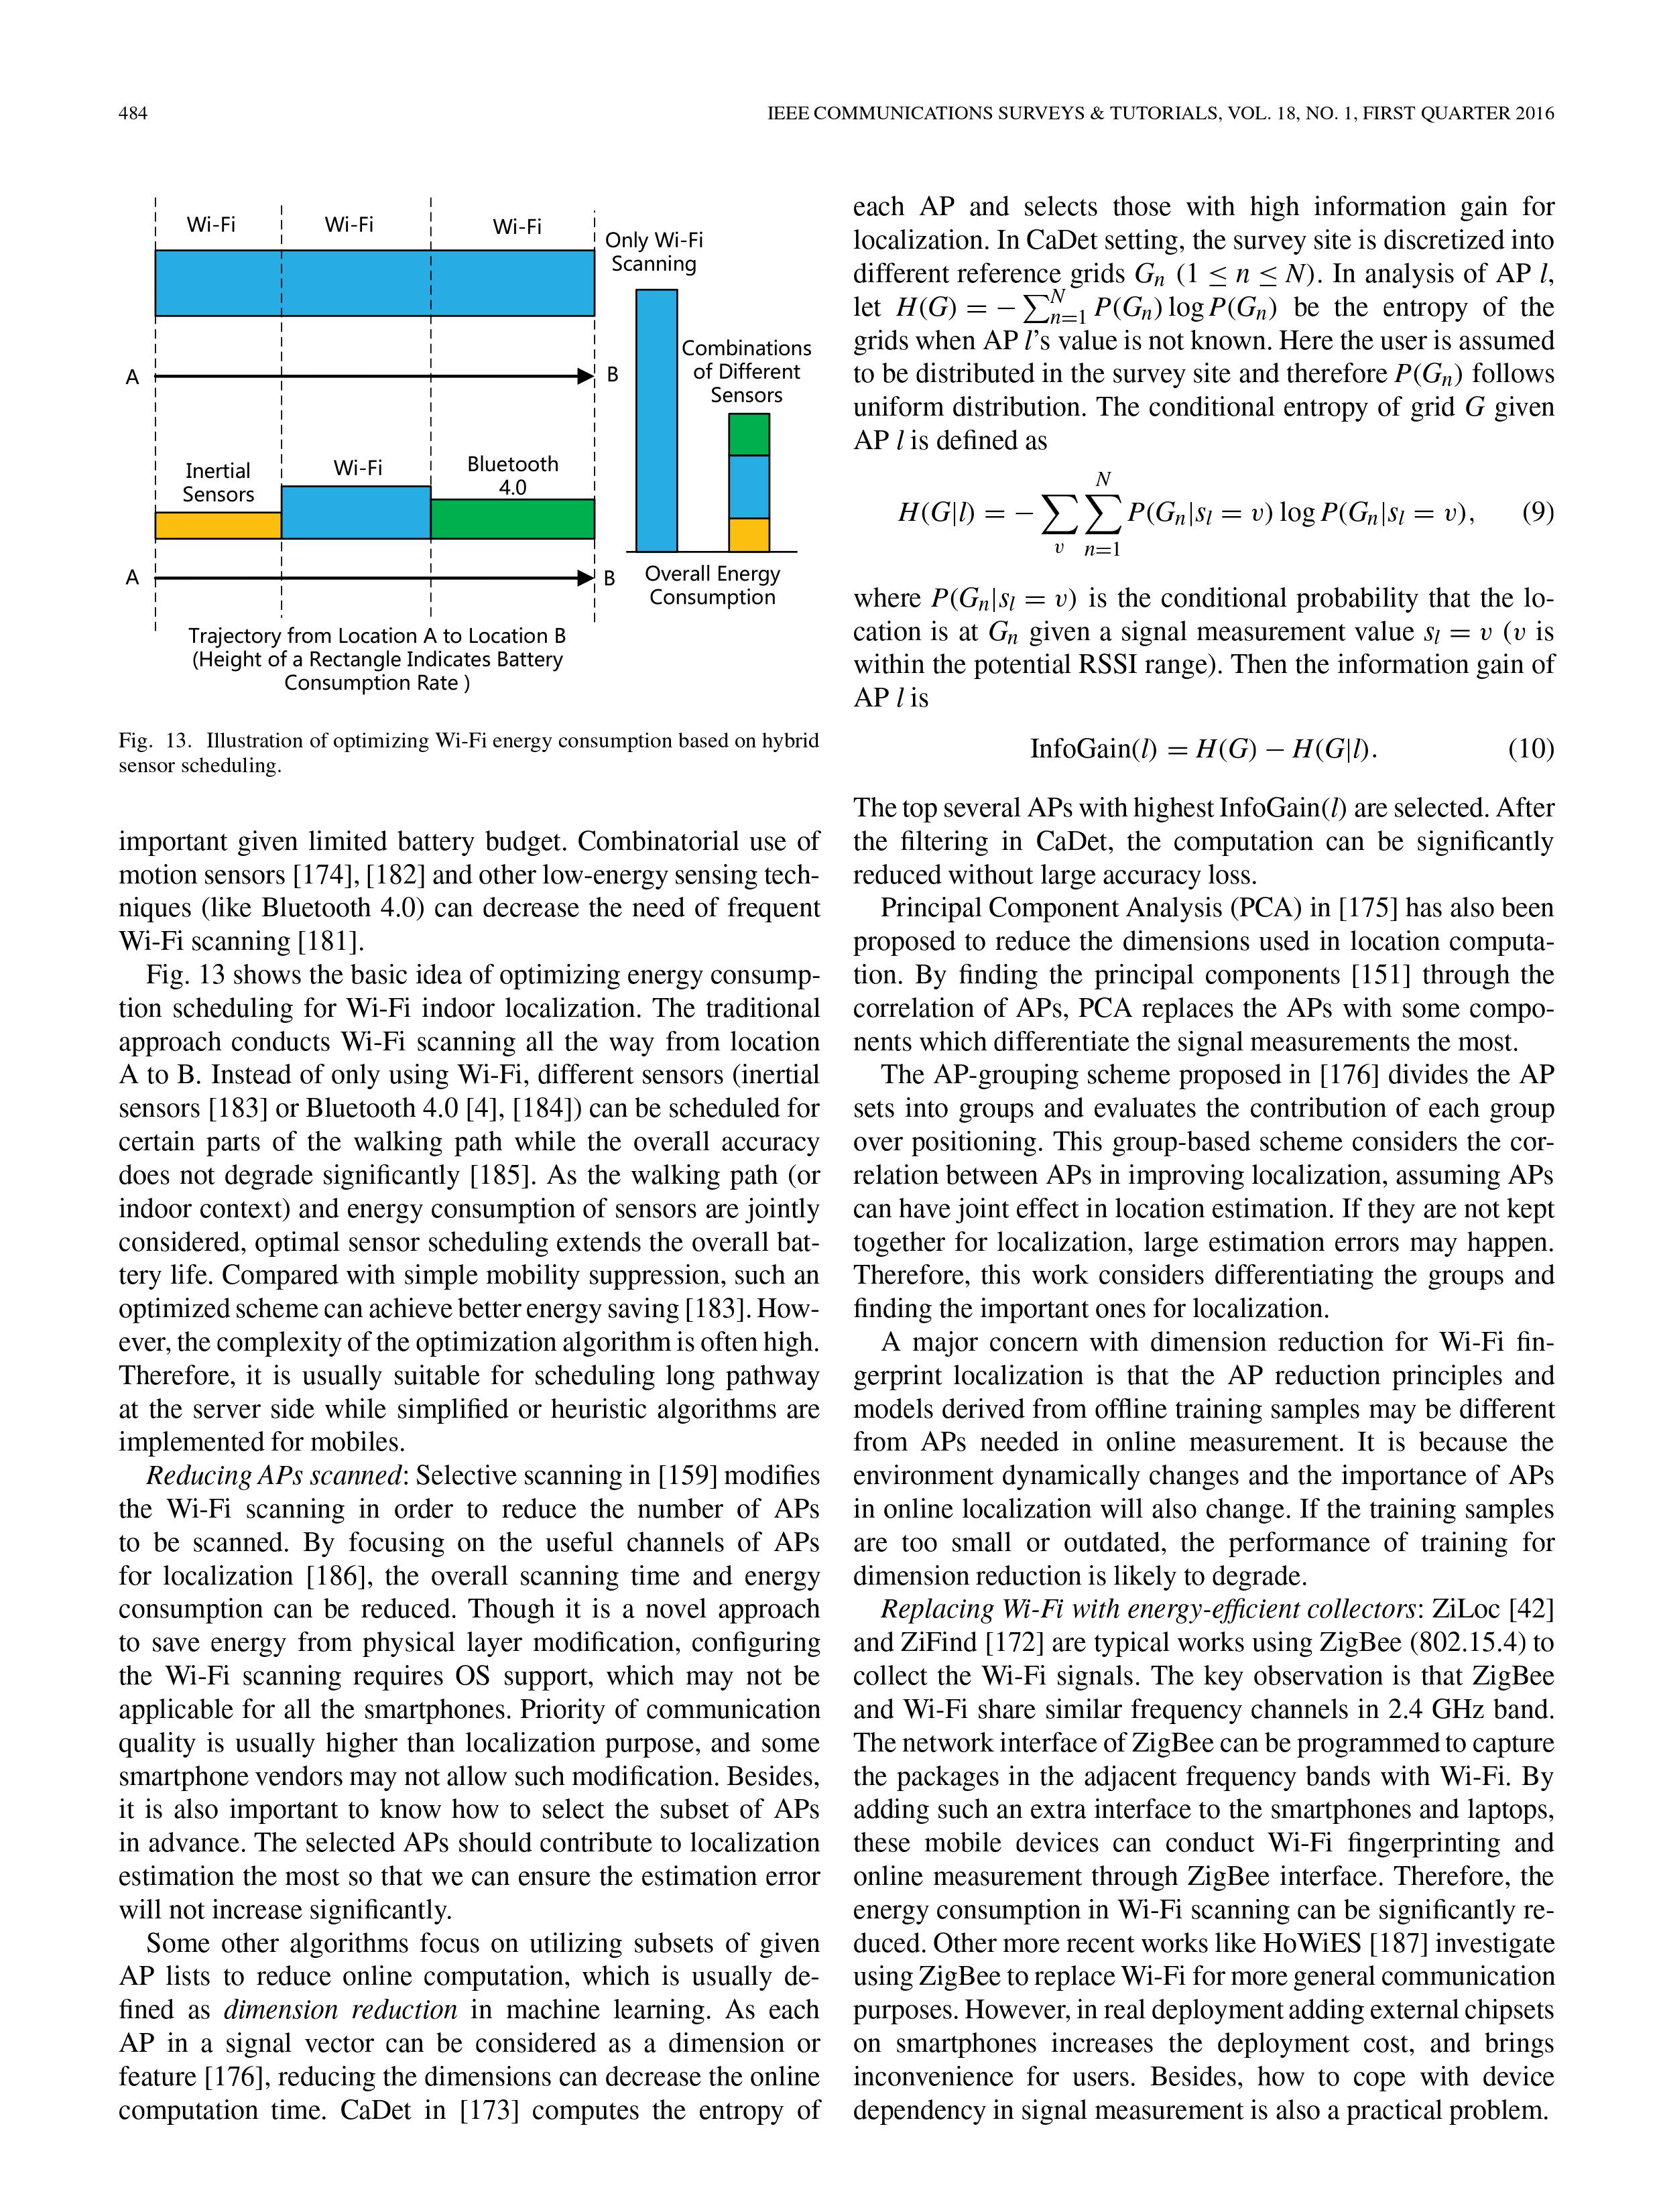 484
IEEE COMMUNICATIONS SURVEYS & TUTORIALS, VOL. 18, NO. 1, FIRST QUARTER 2016
Wi-Fi
Wi-Fi
Wi-Fi
Only Wi-Fi
Scanning
Combinations
of Different
Sensors
A
B
Inertial
Sensors
Wi-Fi
Bluetooth
4.0
A
B
Overall Energy
Consumption
Trajectory from Location A to Location B
(Height of a Rectangle Indicates Battery
Consumption Rate )
Fig. 13. Illustration of optimizing Wi-Fi energy consumption based on hybrid
sensor scheduling.
important given limited battery budget. Combinatorial use of
motion sensors [174], [182] and other low-energy sensing tech-
niques (like Bluetooth 4.0) can decrease the need of frequent
Wi-Fi scanning [181].
Fig. 13 shows the basic idea of optimizing energy consump-
tion scheduling for Wi-Fi indoor localization. The traditional
approach conducts Wi-Fi scanning all the way from location
A to B. Instead of only using Wi-Fi, different sensors (inertial
sensors [183] or Bluetooth 4.0 [4], [184]) can be scheduled for
certain parts of the walking path while the overall accuracy
does not degrade significantly [185]. As the walking path (or
indoor context) and energy consumption of sensors are jointly
considered, optimal sensor scheduling extends the overall bat-
tery life. Compared with simple mobility suppression, such an
optimized scheme can achieve better energy saving [183]. How-
ever, the complexity of the optimization algorithm is often high.
Therefore, it is usually suitable for scheduling long pathway
at the server side while simplified or heuristic algorithms are
implemented for mobiles.
Reducing APs scanned: Selective scanning in [159] modifies
the Wi-Fi scanning in order to reduce the number of APs
to be scanned. By focusing on the useful channels of APs
for localization [186], the overall scanning time and energy
consumption can be reduced. Though it is a novel approach
to save energy from physical layer modification, configuring
the Wi-Fi scanning requires OS support, which may not be
applicable for all the smartphones. Priority of communication
quality is usually higher than localization purpose, and some
smartphone vendors may not allow such modification. Besides,
it is also important to know how to select the subset of APs
in advance. The selected APs should contribute to localization
estimation the most so that we can ensure the estimation error
will not increase significantly.
Some other algorithms focus on utilizing subsets of given
AP lists to reduce online computation, which is usually de-
fined as dimension reduction in machine learning. As each
AP in a signal vector can be considered as a dimension or
feature [176], reducing the dimensions can decrease the online
computation time. CaDet in [173] computes the entropy of
each AP and selects those with high information gain for
localization. In CaDet setting, the survey site is discretized into
different reference grids Gₙ (1 ≤ n ≤ N). In analysis of AP l,
let H(G) = − ∑ᴺₙ₌₁ P(Gₙ) log P(Gₙ) be the entropy of the
grids when AP l’s value is not known. Here the user is assumed
to be distributed in the survey site and therefore P(Gₙ) follows
uniform distribution. The conditional entropy of grid G given
AP l is defined as
H(G|l) = − ∑ᵥ ∑ᴺₙ₌₁ P(Gₙ|sₗ = v) log P(Gₙ|sₗ = v), (9)
where P(Gₙ|sₗ = v) is the conditional probability that the lo-
cation is at Gₙ given a signal measurement value sₗ = v (v is
within the potential RSSI range). Then the information gain of
AP l is
InfoGain(l) = H(G) − H(G|l). (10)
The top several APs with highest InfoGain(l) are selected. After
the filtering in CaDet, the computation can be significantly
reduced without large accuracy loss.
Principal Component Analysis (PCA) in [175] has also been
proposed to reduce the dimensions used in location computa-
tion. By finding the principal components [151] through the
correlation of APs, PCA replaces the APs with some compo-
nents which differentiate the signal measurements the most.
The AP-grouping scheme proposed in [176] divides the AP
sets into groups and evaluates the contribution of each group
over positioning. This group-based scheme considers the cor-
relation between APs in improving localization, assuming APs
can have joint effect in location estimation. If they are not kept
together for localization, large estimation errors may happen.
Therefore, this work considers differentiating the groups and
finding the important ones for localization.
A major concern with dimension reduction for Wi-Fi fin-
gerprint localization is that the AP reduction principles and
models derived from offline training samples may be different
from APs needed in online measurement. It is because the
environment dynamically changes and the importance of APs
in online localization will also change. If the training samples
are too small or outdated, the performance of training for
dimension reduction is likely to degrade.
Replacing Wi-Fi with energy-efficient collectors: ZiLoc [42]
and ZiFind [172] are typical works using ZigBee (802.15.4) to
collect the Wi-Fi signals. The key observation is that ZigBee
and Wi-Fi share similar frequency channels in 2.4 GHz band.
The network interface of ZigBee can be programmed to capture
the packages in the adjacent frequency bands with Wi-Fi. By
adding such an extra interface to the smartphones and laptops,
these mobile devices can conduct Wi-Fi fingerprinting and
online measurement through ZigBee interface. Therefore, the
energy consumption in Wi-Fi scanning can be significantly re-
duced. Other more recent works like HoWiES [187] investigate
using ZigBee to replace Wi-Fi for more general communication
purposes. However, in real deployment adding external chipsets
on smartphones increases the deployment cost, and brings
inconvenience for users. Besides, how to cope with device
dependency in signal measurement is also a practical problem.